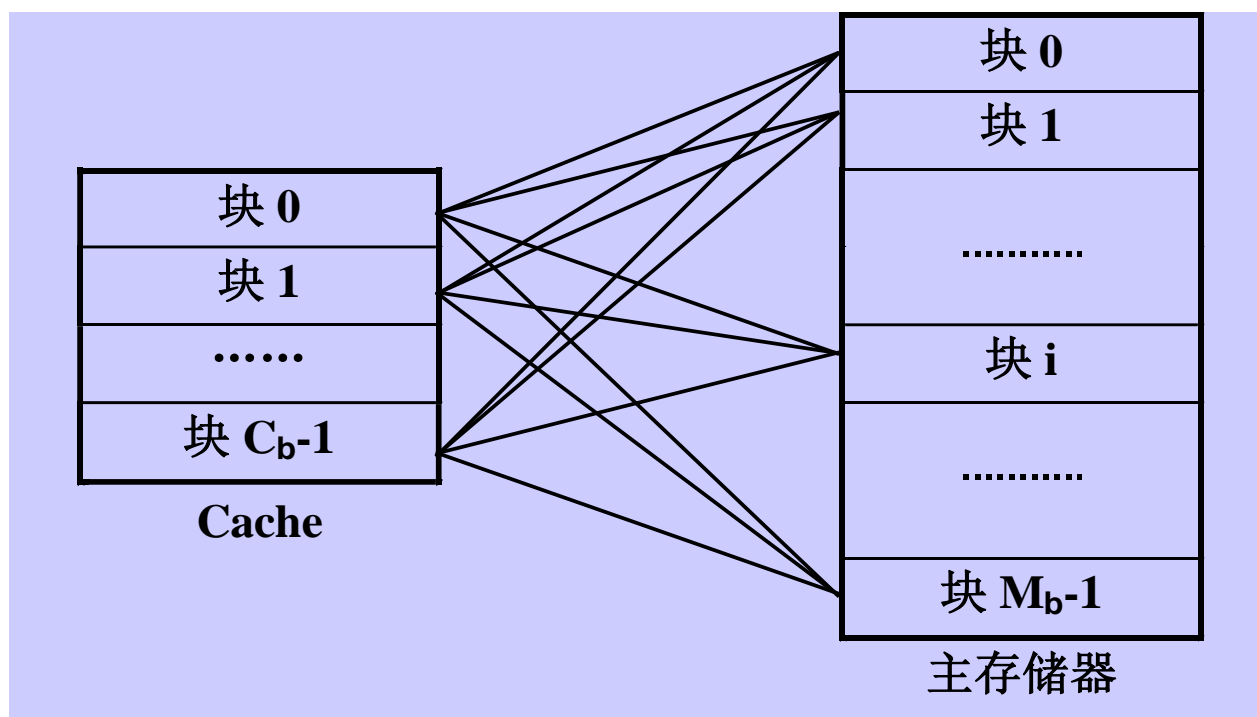 块 0
块 1
……
块 Cb-1
Cache
块 0
块 1
...........
块 i
...........
块 Mb-1
主存储器